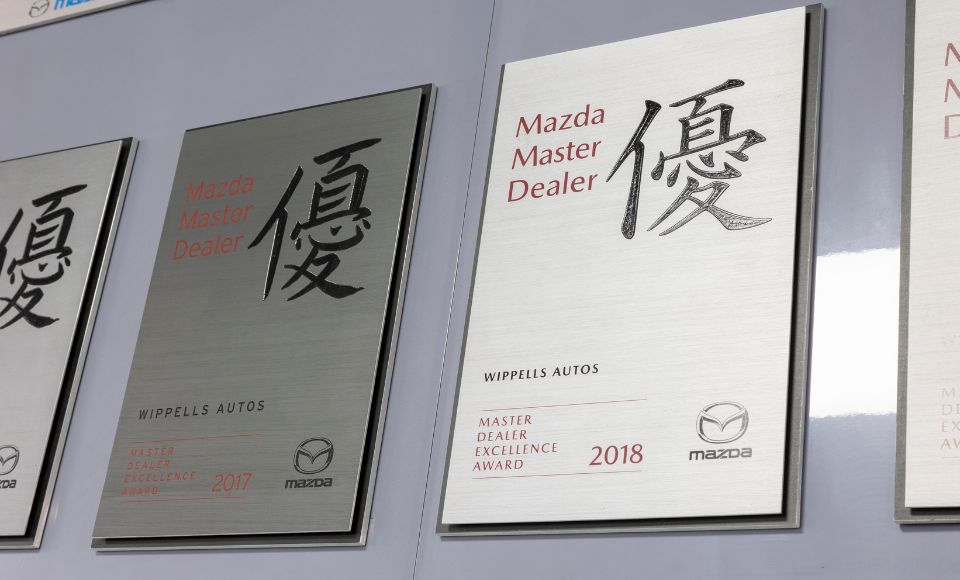 優
MAZDA
Mazda
Master
Dealer
優
WIPPELLS AUTOS
MASTER
DEALER
EXCELLENCE
AWARD
2017
mazda
Mazda
Master
Dealer
優
WIPPELLS AUTOS
MASTER
DEALER
EXCELLENCE
AWARD
2018
mazda